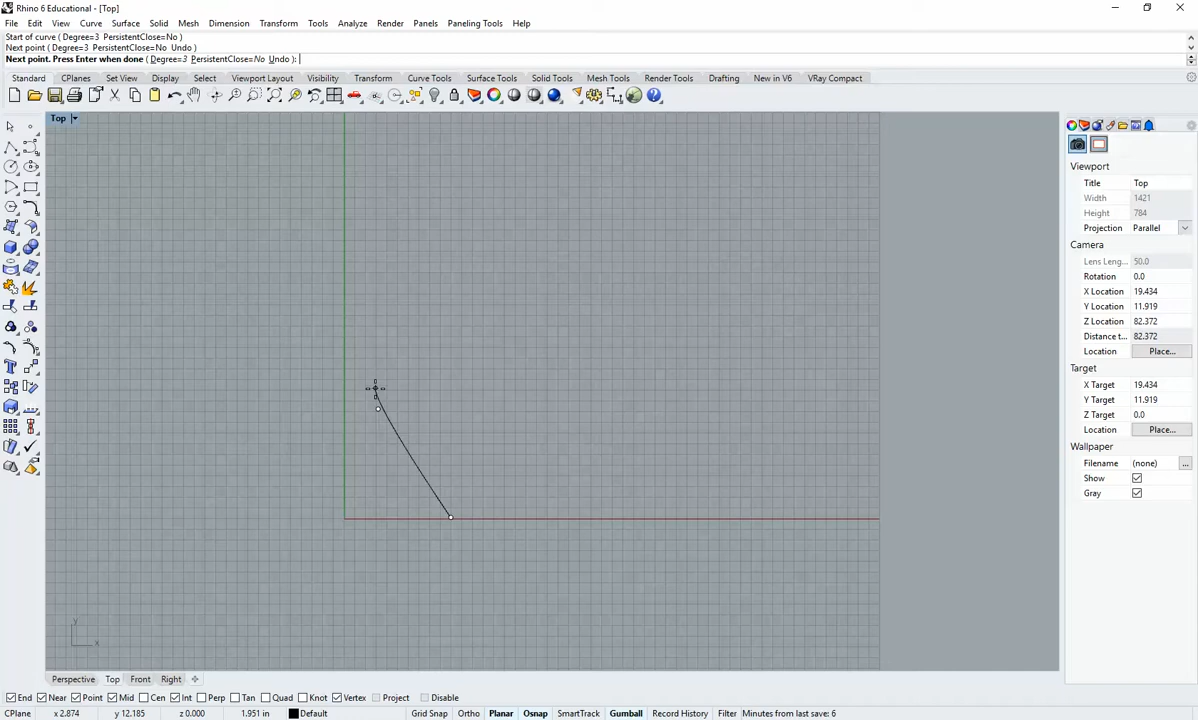 Rhino 6 Educational - [Top]
File Edit View Curve Surface Solid Mesh Dimension Transform Tools Analyze Render Panels Paneling Tools Help
Start of curve ( Degree=3 PersistentClose=No )
Next point ( Degree=3 PersistentClose=No Undo )
Next point. Press Enter when done ( Degree=3 PersistentClose=No Undo ):
Standard CPlanes Set View Display Select Viewport Layout Visibility Transform Curve Tools Surface Tools Solid Tools Mesh Tools Render Tools Drafting New in V6 VRay Compact
Top
Viewport
Title Top
Width 1421
Height 784
Projection Parallel
Camera
Lens Leng... 50.0
Rotation 0.0
X Location 19.434
Y Location 11.919
Z Location 82.372
Distance t... 82.372
Location Place...
Target
X Target 19.434
Y Target 11.919
Z Target 0.0
Location Place...
Wallpaper
Filename (none) ...
Show
Gray
y
x
Perspective Top Front Right
End Near Point Mid Cen Int Perp Tan Quad Knot Vertex Project Disable
CPlane x 2.874 y 12.185 z 0.000 1.951 in Default Grid Snap Ortho Planar Osnap SmartTrack Gumball Record History Filter Minutes from last save: 6